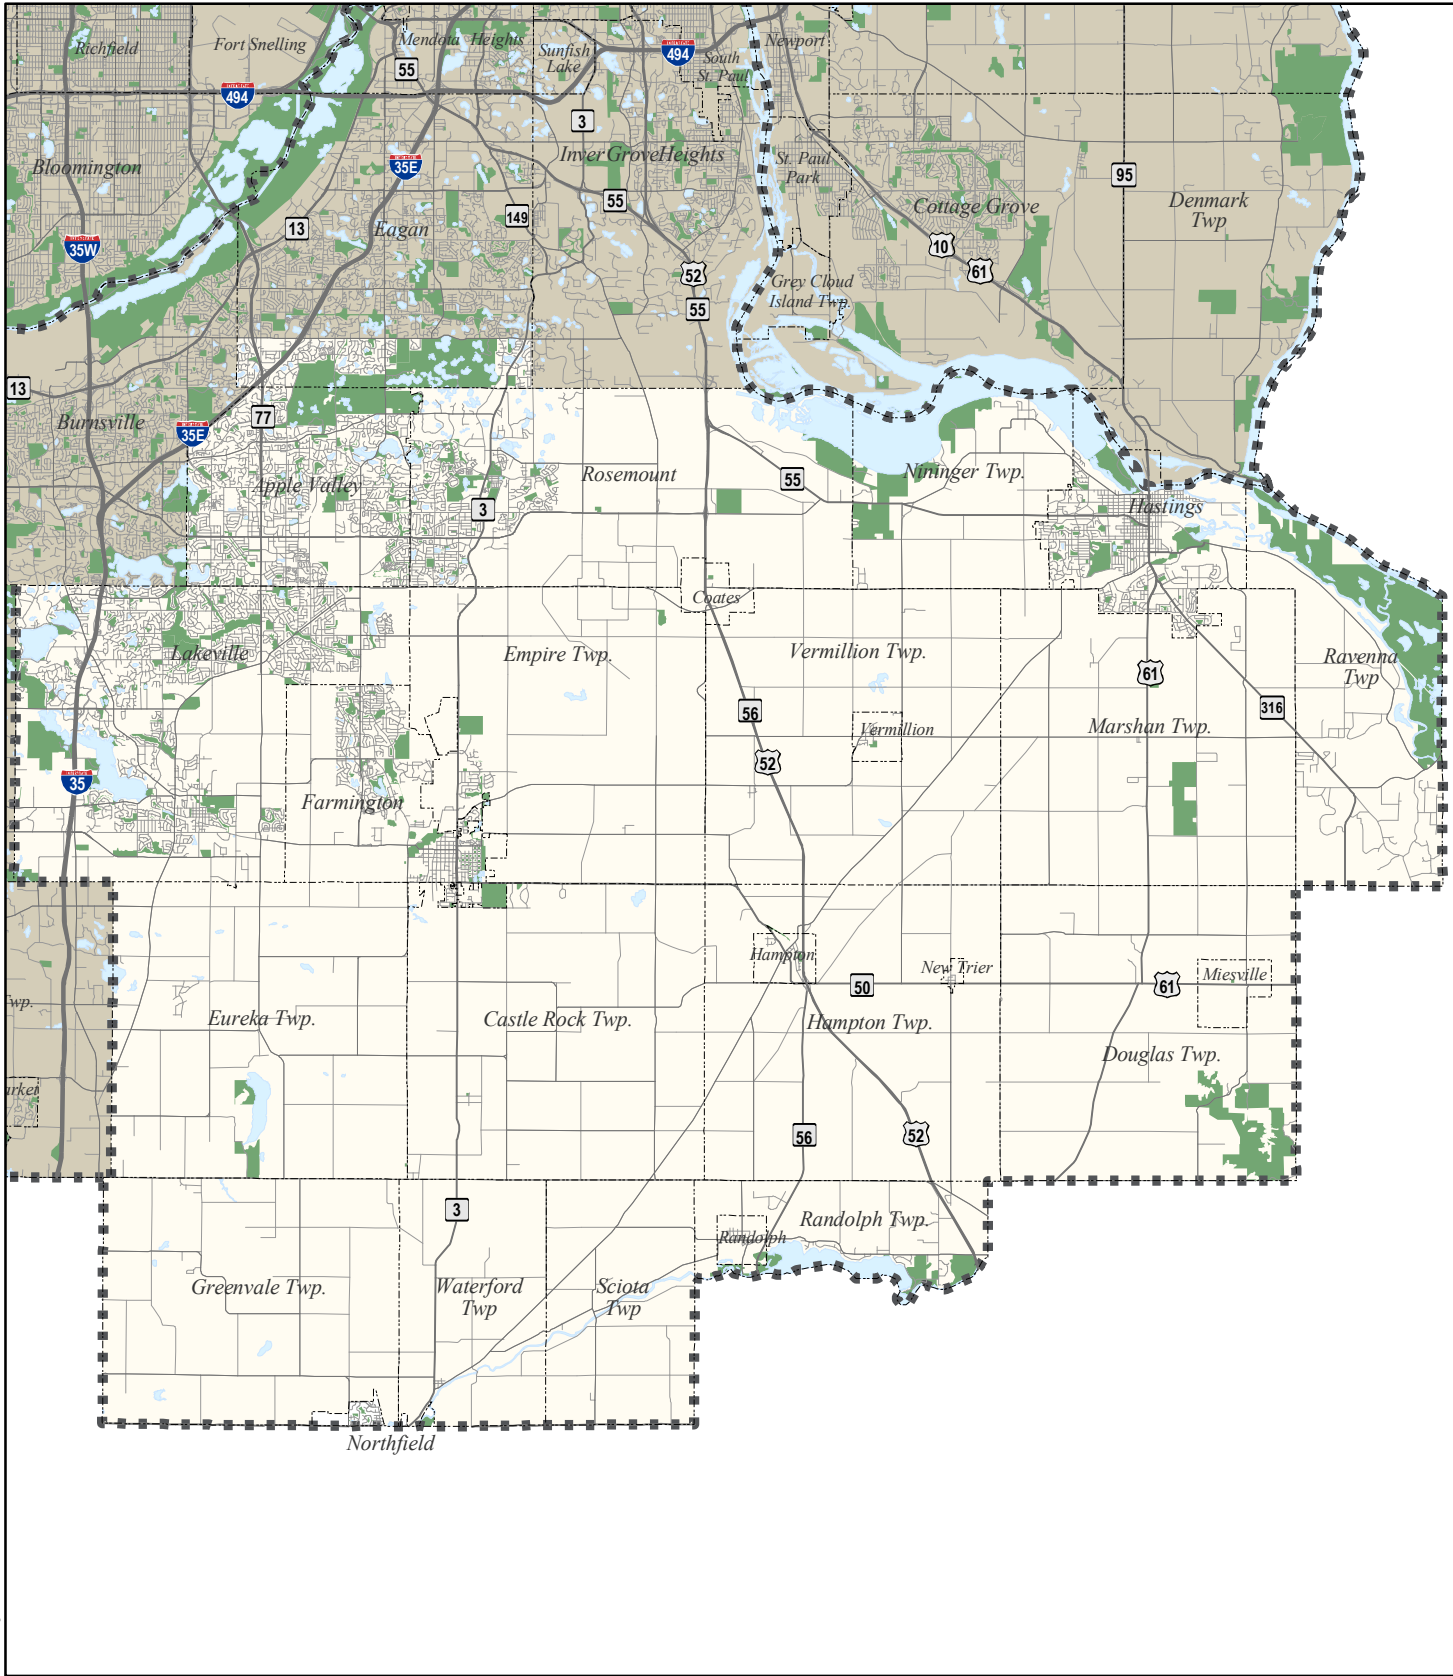 Richfield
Fort Snelling
Mendota Heights
Sunfish
Lake
494
South
St. Paul
Newport
55
494
3
Bloomington
35E
Inver Grove Heights
St. Paul
Park
95
Denmark
Twp
55
149
Cottage Grove
13
Eagan
35W
10
52
61
Grey Cloud
Island Twp.
55
13
77
Burnsville
35E
Rosemount
55
Nininger Twp.
Apple Valley
3
Hastings
Coates
Lakeville
Empire Twp.
Vermillion Twp.
Ravenna
Twp
61
56
316
Vermillion
Marshan Twp.
52
35
Farmington
Hampton
New Trier
Miesville
50
61
Twp.
Eureka Twp.
Castle Rock Twp.
Hampton Twp.
Douglas Twp.
arket
56
52
3
Randolph Twp.
Randolph
Greenvale Twp.
Waterford
Twp
Sciota
Twp
Northfield